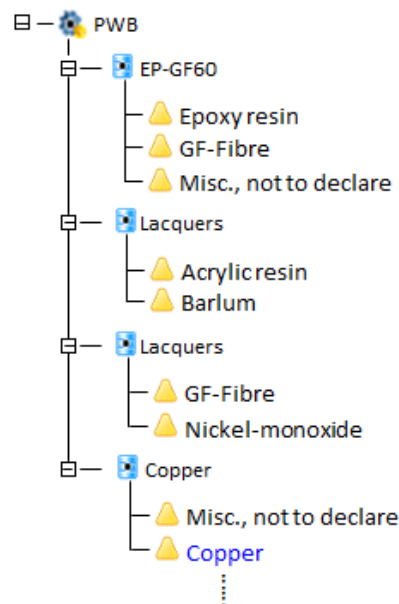 PWB
EP-GF60
Epoxy resin
GF-Fibre
Misc., not to declare
Lacquers
Acrylic resin
Barlum
Lacquers
GF-Fibre
Nickel-monoxide
Copper
Misc., not to declare
Copper